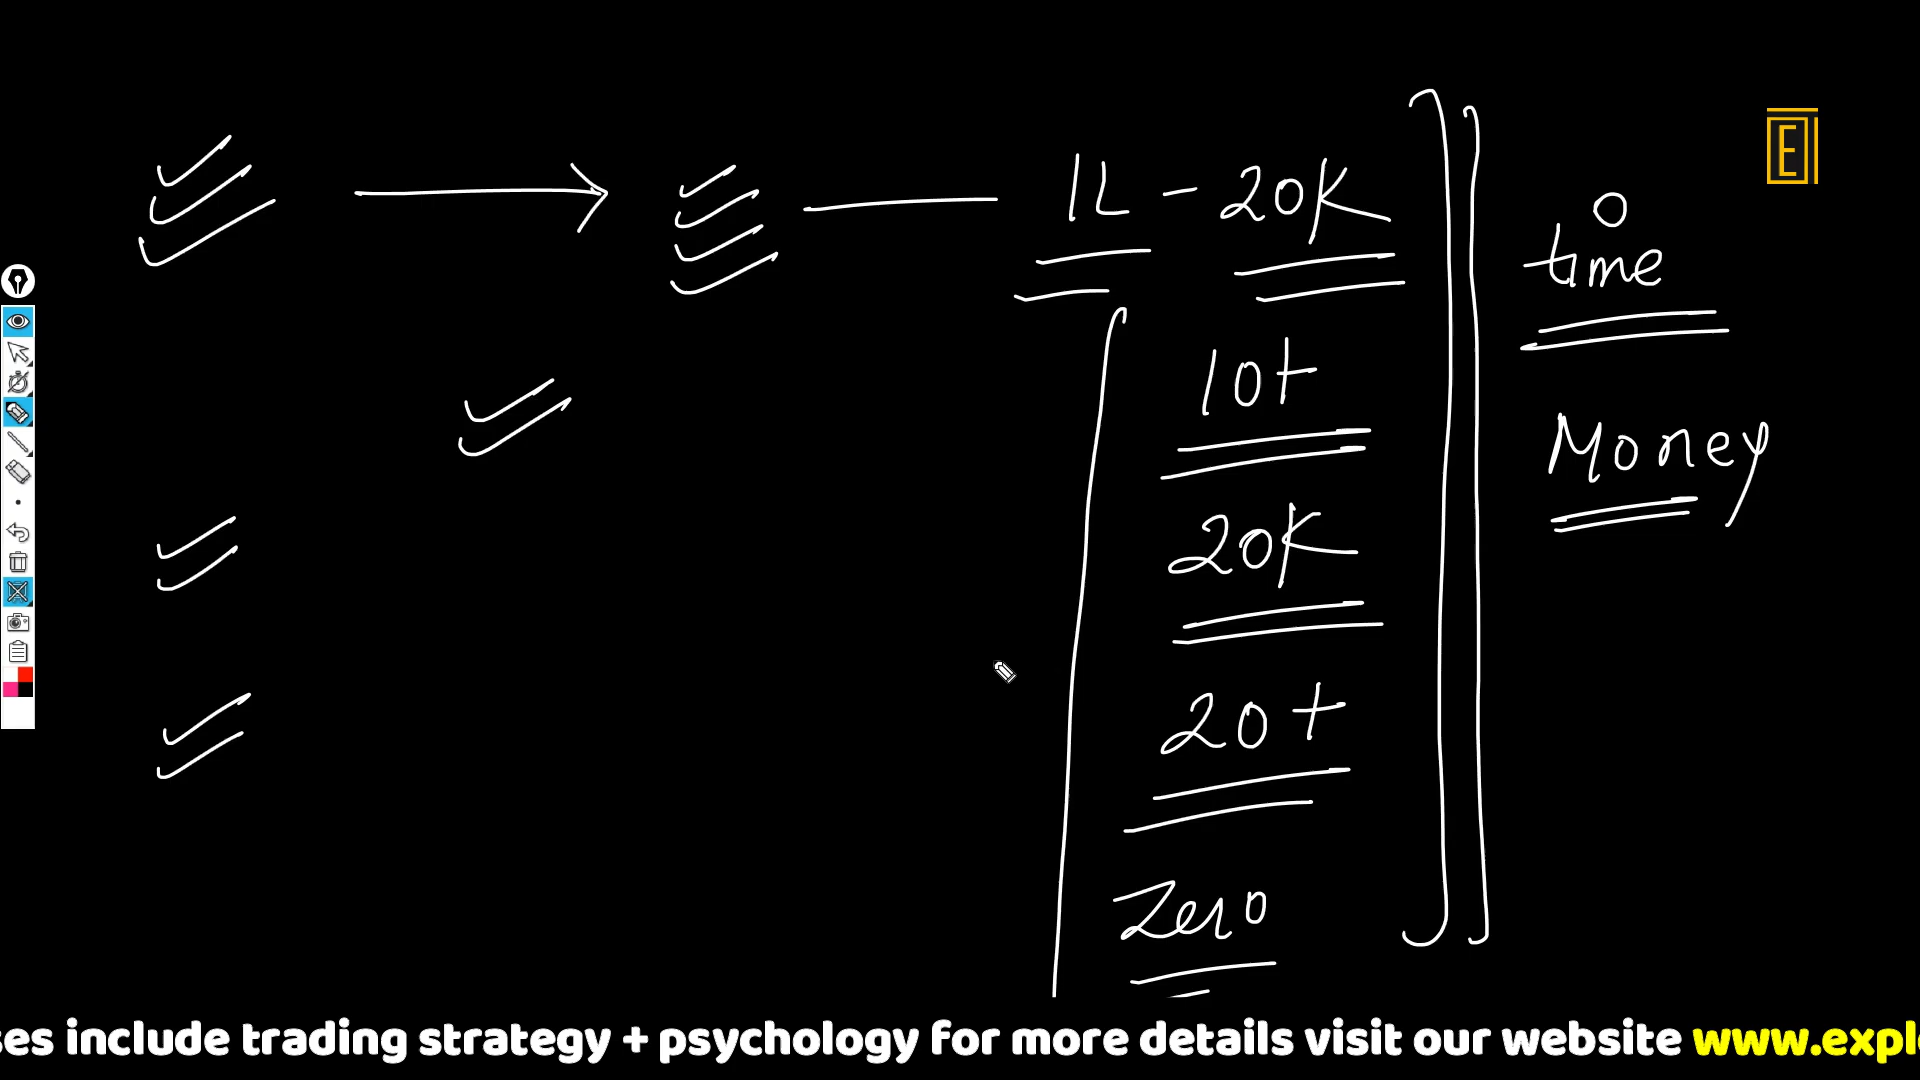 1L - 20K
10+
20K
20+
Zero
time
Money
E
ses include trading strategy + psychology for more details visit our website www.expl